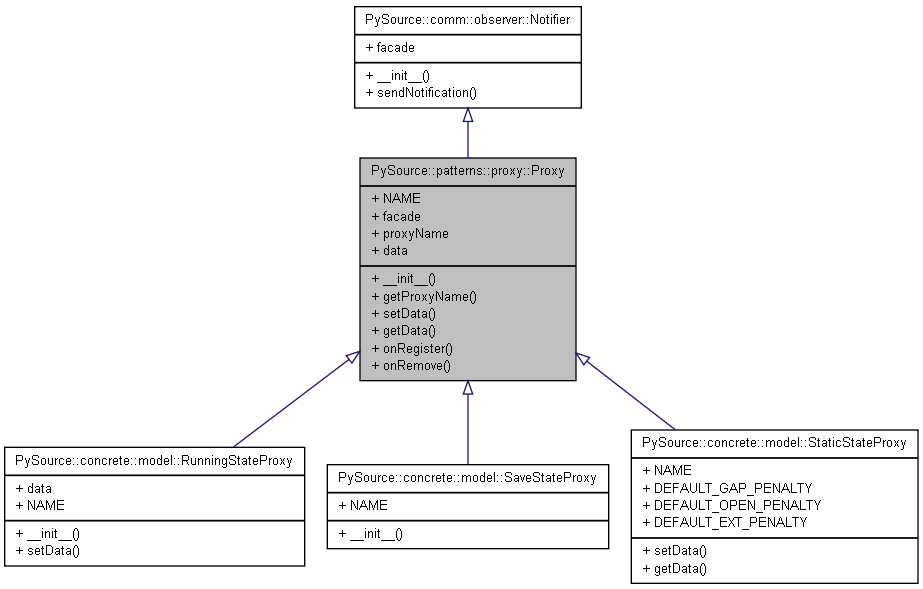 PySource::comm::observer::Notifier
+ facade
+ __init__()
+ sendNotification()
PySource::patterns::proxy::Proxy
+ NAME
+ facade
+ proxyName
+ data
+ __init__()
+ getProxyName()
+ setData()
+ getData()
+ onRegister()
+ onRemove()
PySource::concrete::model::RunningStateProxy
+ data
+ NAME
+ __init__()
+ setData()
PySource::concrete::model::SaveStateProxy
+ NAME
+ __init__()
PySource::concrete::model::StaticStateProxy
+ NAME
+ DEFAULT_GAP_PENALTY
+ DEFAULT_OPEN_PENALTY
+ DEFAULT_EXT_PENALTY
+ setData()
+ getData()